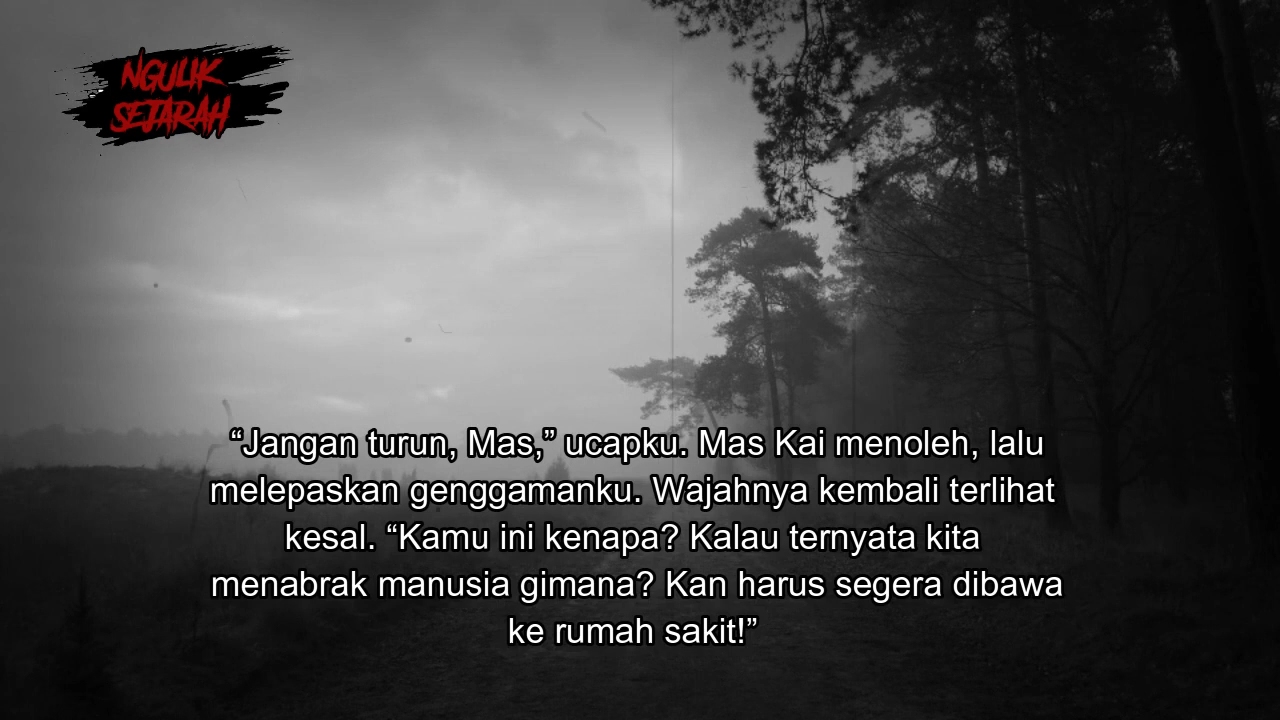 NGULIK
SEJARAH
“Jangan turun, Mas,” ucapku. Mas Kai menoleh, lalu
melepaskan genggamanku. Wajahnya kembali terlihat
kesal. “Kamu ini kenapa? Kalau ternyata kita
menabrak manusia gimana? Kan harus segera dibawa
ke rumah sakit!”